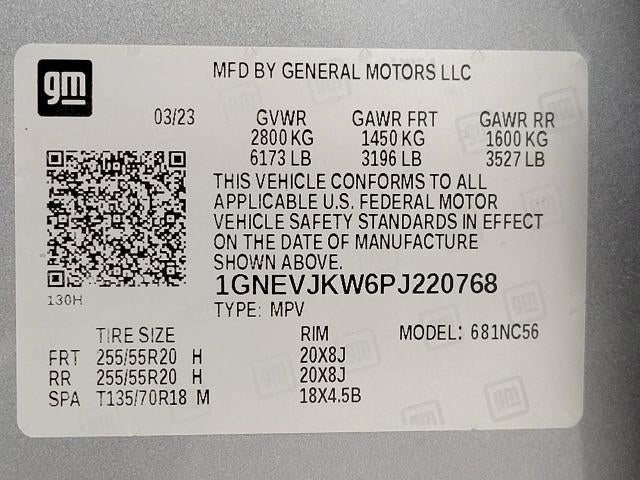 gm
MFD BY GENERAL MOTORS LLC
03/23 GVWR GAWR FRT GAWR RR
2800 KG 1450 KG 1600 KG
6173 LB 3196 LB 3527 LB
THIS VEHICLE CONFORMS TO ALL
APPLICABLE U.S. FEDERAL MOTOR
VEHICLE SAFETY STANDARDS IN EFFECT
ON THE DATE OF MANUFACTURE
SHOWN ABOVE.
1GNEVJKW6PJ220768
130H
TYPE: MPV
TIRE SIZE RIM MODEL: 681NC56
FRT 255/55R20 H 20X8J
RR 255/55R20 H 20X8J
SPA T135/70R18 M 18X4.5B